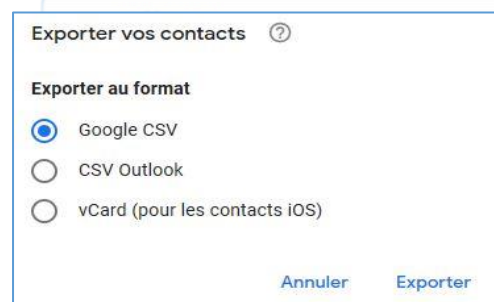 Exporter vos contacts ?
Exporter au format
Google CSV
CSV Outlook
vCard (pour les contacts iOS)
Annuler Exporter